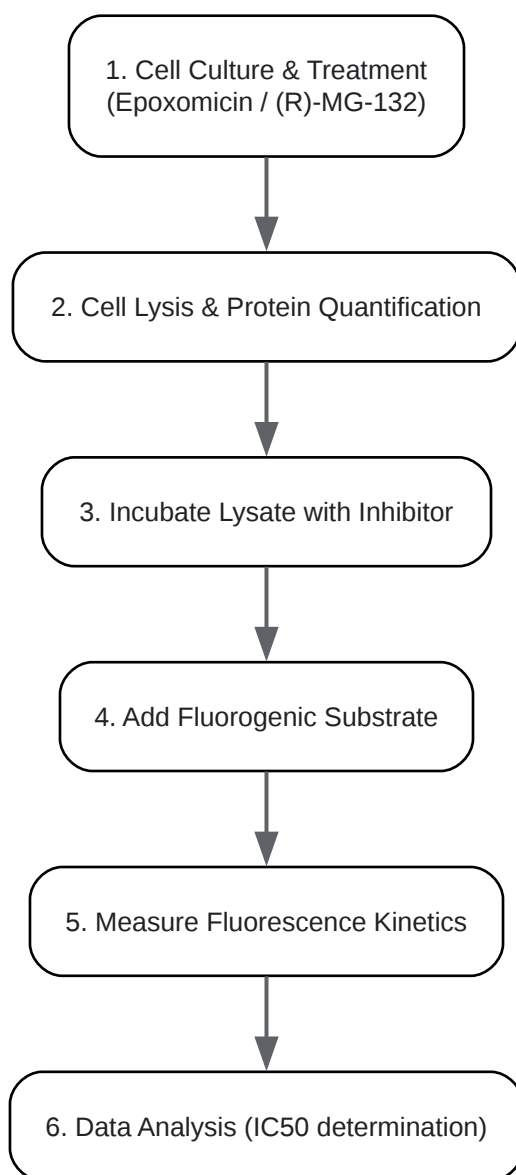 1. Cell Culture & Treatment
(Epoxomicin / (R)-MG-132)
2. Cell Lysis & Protein Quantification
3. Incubate Lysate with Inhibitor
4. Add Fluorogenic Substrate
5. Measure Fluorescence Kinetics
6. Data Analysis (IC50 determination)